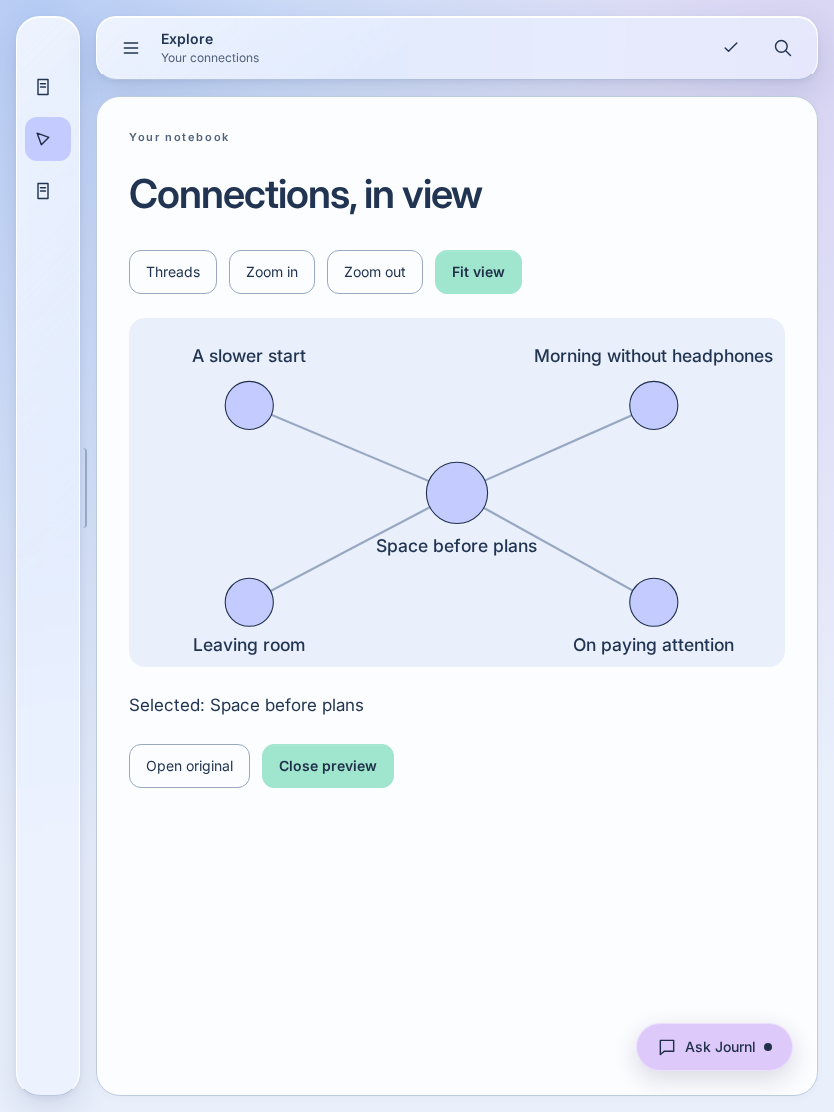 Explore
Your connections
Your notebook
Connections, in view
Threads
Zoom in
Zoom out
Fit view
A slower start
Morning without headphones
Space before plans
Leaving room
On paying attention
Selected: Space before plans
Open original
Close preview
Ask Journl